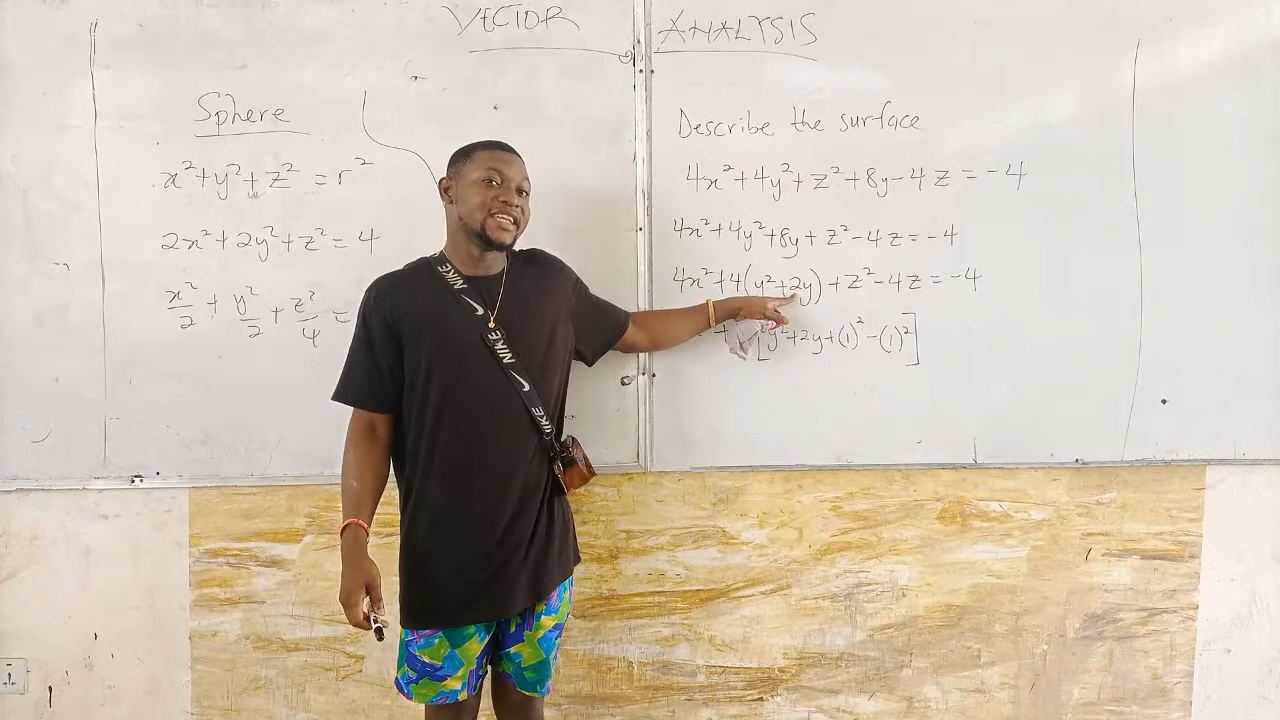 VECTOR ANALYSIS
Sphere
x²+y²+z² = r²
2x²+2y²+z² = 4
x²/2 + y²/2 + z²/4 =
Describe the surface
4x²+4y²+z²+8y-4z = -4
4x²+4y²+8y+z²-4z = -4
4x²+4(y²+2y)+z²-4z = -4
[y²+2y+(1)²-(1)²]
NIKE
NIKE
NIKE